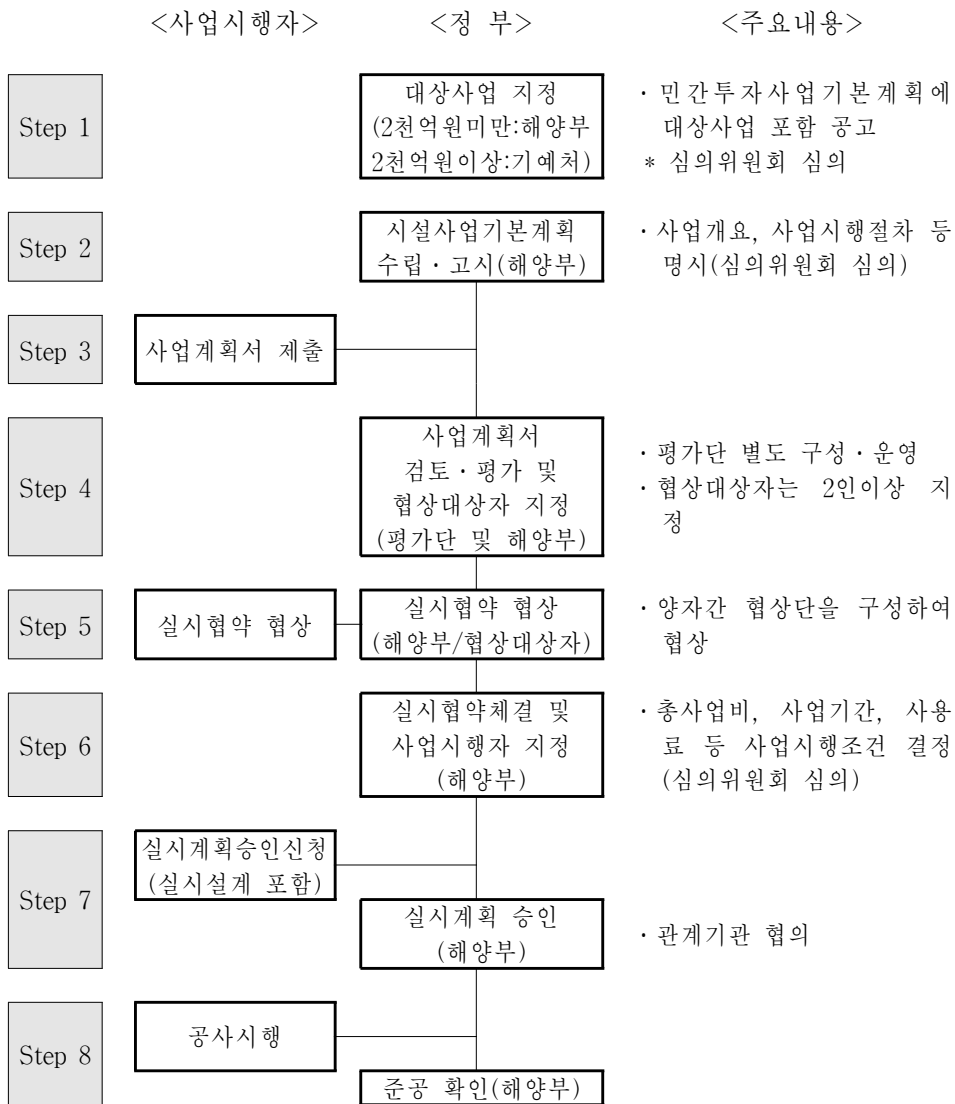 <사업시행자> <정 부> <주요내용>
Step 1
대상사업 지정
(2천억원미만:해양부
2천억원이상:기예처)
· 민간투자사업기본계획에
대상사업 포함 공고
* 심의위원회 심의
Step 2
시설사업기본계획
수립·고시(해양부)
· 사업개요, 사업시행절차 등
명시(심의위원회 심의)
Step 3
사업계획서 제출
Step 4
사업계획서
검토·평가 및
협상대상자 지정
(평가단 및 해양부)
· 평가단 별도 구성·운영
· 협상대상자는 2인이상 지
정
Step 5
실시협약 협상
실시협약 협상
(해양부/협상대상자)
· 양자간 협상단을 구성하여
협상
Step 6
실시협약체결 및
사업시행자 지정
(해양부)
· 총사업비, 사업기간, 사용
료 등 사업시행조건 결정
(심의위원회 심의)
Step 7
실시계획승인신청
(실시설계 포함)
실시계획 승인
(해양부)
· 관계기관 협의
Step 8
공사시행
준공 확인(해양부)